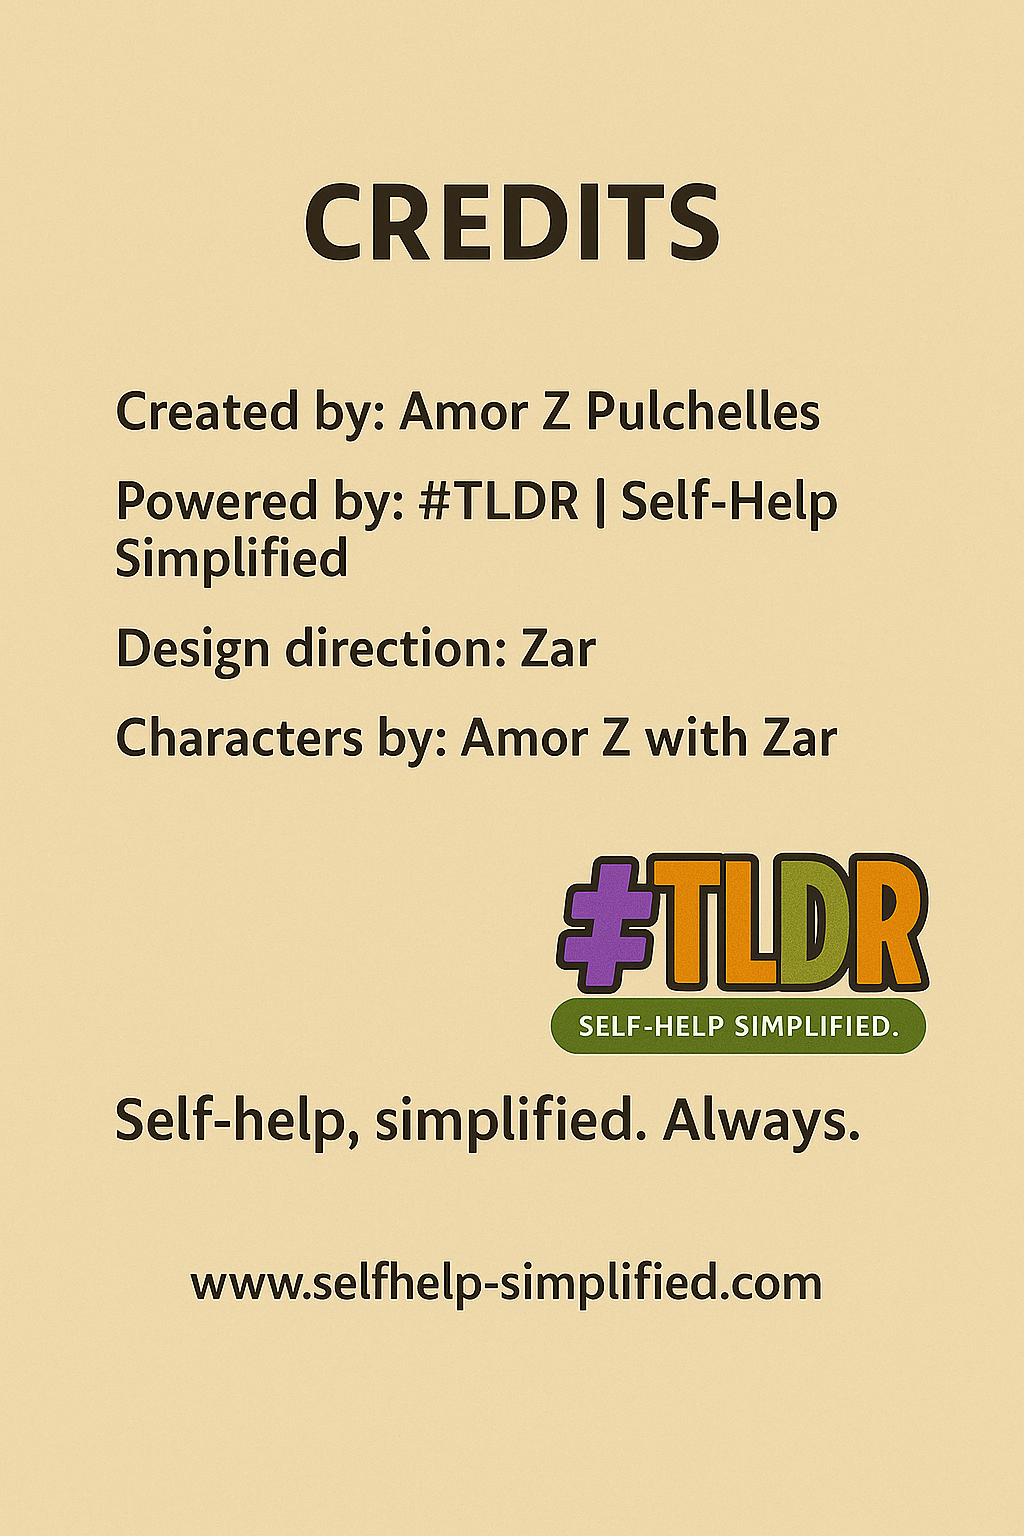 CREDITS
Created by: Amor Z Pulchelles
Powered by: #TLDR | Self-Help
Simplified
Design direction: Zar
Characters by: Amor Z with Zar
#TLDR
SELF-HELP SIMPLIFIED.
Self-help, simplified. Always.
www.selfhelp-simplified.com